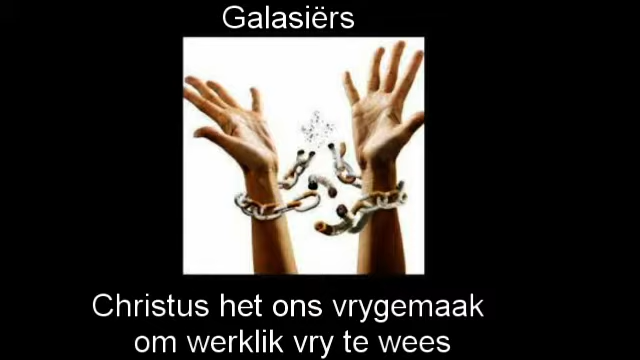 Galasiërs
Christus het ons vrygemaak
om werklik vry te wees